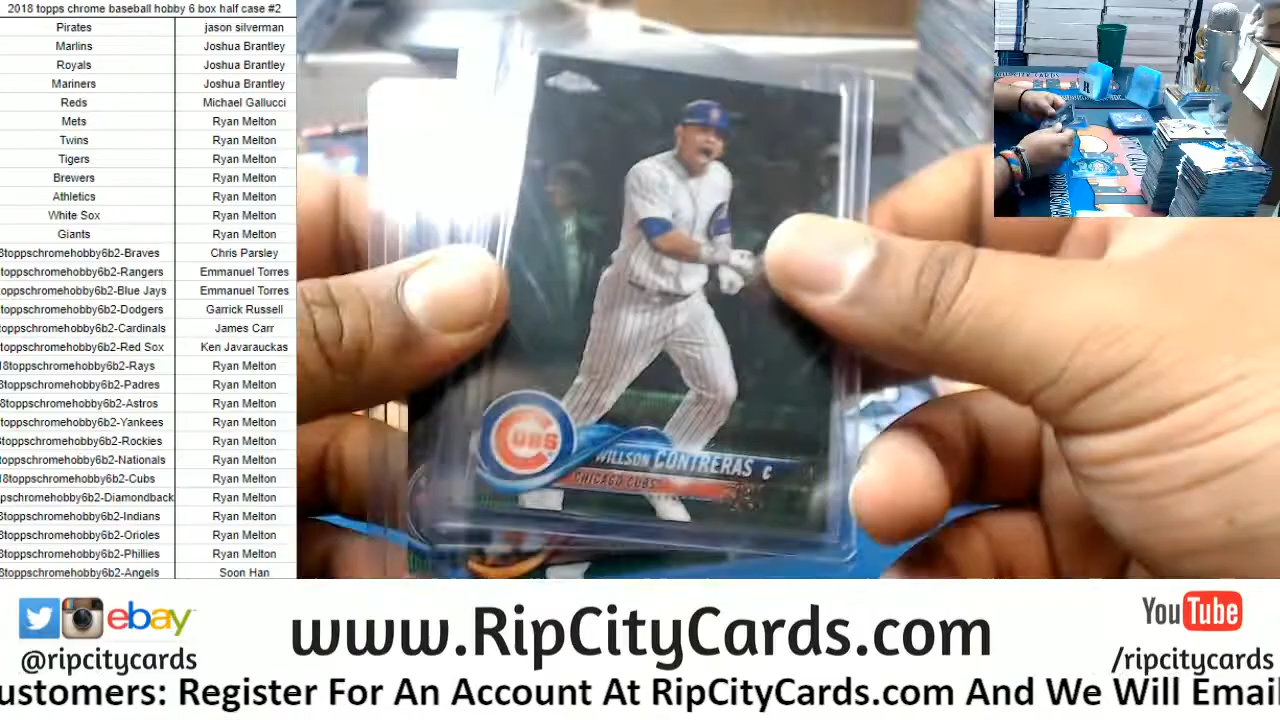 2018 topps chrome baseball hobby 6 box half case #2
Pirates jason silverman
Marlins Joshua Brantley
Royals Joshua Brantley
Mariners Joshua Brantley
Reds Michael Gallucci
Mets Ryan Melton
Twins Ryan Melton
Tigers Ryan Melton
Brewers Ryan Melton
Athletics Ryan Melton
White Sox Ryan Melton
Giants Ryan Melton
8toppschromehobby6b2-Braves Chris Parsley
toppschromehobby6b2-Rangers Emmanuel Torres
toppschromehobby6b2-Blue Jays Emmanuel Torres
toppschromehobby6b2-Dodgers Garrick Russell
toppschromehobby6b2-Cardinals James Carr
toppschromehobby6b2-Red Sox Ken Javarauckas
18toppschromehobby6b2-Rays Ryan Melton
8toppschromehobby6b2-Padres Ryan Melton
8toppschromehobby6b2-Astros Ryan Melton
toppschromehobby6b2-Yankees Ryan Melton
toppschromehobby6b2-Rockies Ryan Melton
toppschromehobby6b2-Nationals Ryan Melton
18toppschromehobby6b2-Cubs Ryan Melton
pschromehobby6b2-Diamondback Ryan Melton
8toppschromehobby6b2-Indians Ryan Melton
8toppschromehobby6b2-Orioles Ryan Melton
8toppschromehobby6b2-Phillies Ryan Melton
8toppschromehobby6b2-Angels Soon Han
CUBS
WILLSON CONTRERAS C
CHICAGO CUBS
ebay
@ripcitycards
www.RipCityCards.com
YouTube
/ripcitycards
ustomers: Register For An Account At RipCityCards.com And We Will Email